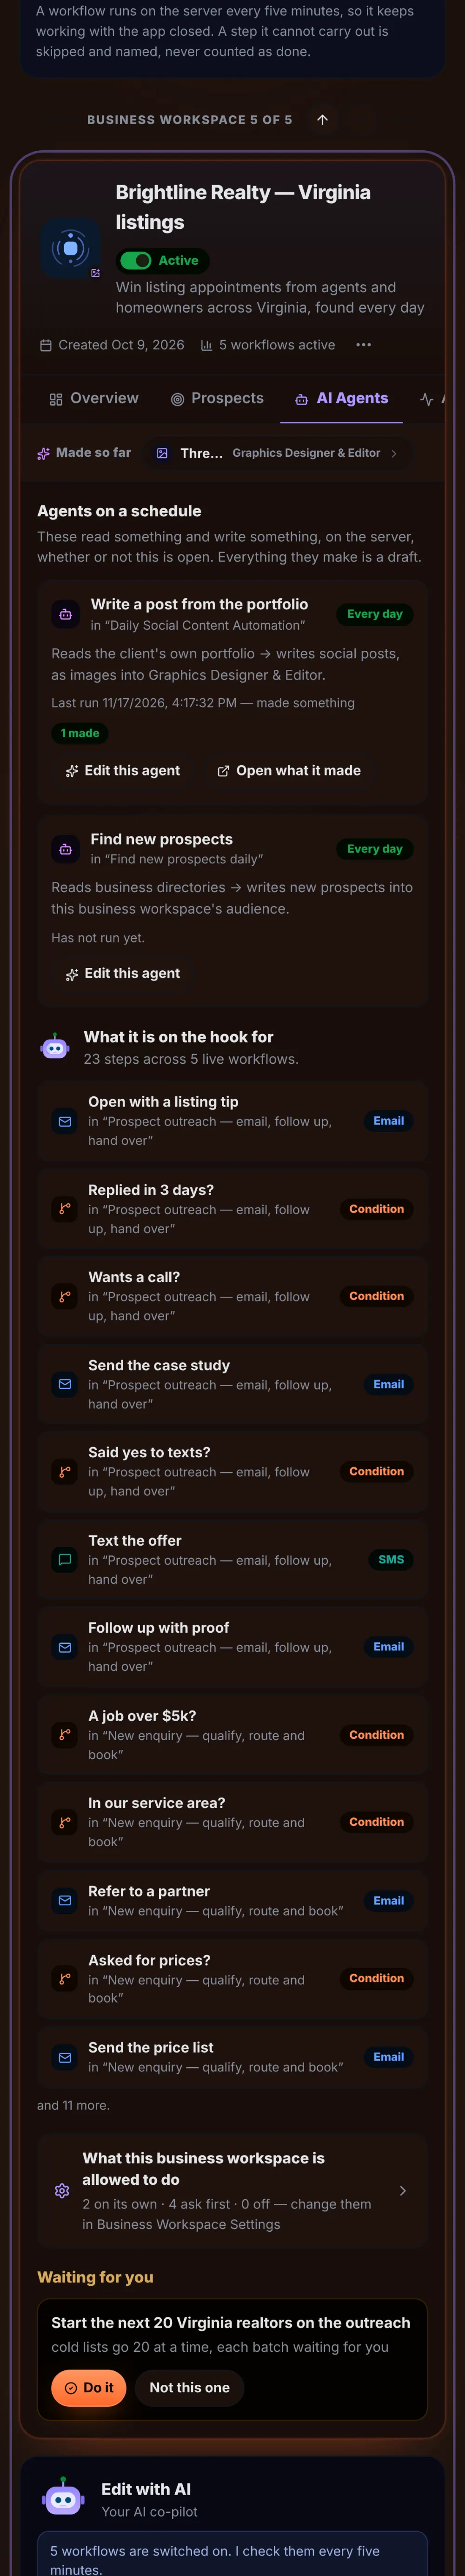 A workflow runs on the server every five minutes, so it keeps
working with the app closed. A step it cannot carry out is
skipped and named, never counted as done.
BUSINESS WORKSPACE 5 OF 5
Brightline Realty — Virginia
listings
Active
Win listing appointments from agents and
homeowners across Virginia, found every day
Created Oct 9, 2026 5 workflows active
Overview Prospects AI Agents
Made so far Thre... Graphics Designer & Editor
Agents on a schedule
These read something and write something, on the server,
whether or not this is open. Everything they make is a draft.
Write a post from the portfolio
Every day
in “Daily Social Content Automation”
Reads the client's own portfolio → writes social posts,
as images into Graphics Designer & Editor.
Last run 11/17/2026, 4:17:32 PM — made something
1 made
Edit this agent Open what it made
Find new prospects
Every day
in “Find new prospects daily”
Reads business directories → writes new prospects into
this business workspace's audience.
Has not run yet.
Edit this agent
What it is on the hook for
23 steps across 5 live workflows.
Open with a listing tip
in “Prospect outreach — email, follow up,
hand over”
Email
Replied in 3 days?
in “Prospect outreach — email, follow
up, hand over”
Condition
Wants a call?
in “Prospect outreach — email, follow
up, hand over”
Condition
Send the case study
in “Prospect outreach — email, follow up,
hand over”
Email
Said yes to texts?
in “Prospect outreach — email, follow
up, hand over”
Condition
Text the offer
in “Prospect outreach — email, follow up,
hand over”
SMS
Follow up with proof
in “Prospect outreach — email, follow up,
hand over”
Email
A job over $5k?
in “New enquiry — qualify, route and
book”
Condition
In our service area?
in “New enquiry — qualify, route and
book”
Condition
Refer to a partner
in “New enquiry — qualify, route and book”
Email
Asked for prices?
in “New enquiry — qualify, route and
book”
Condition
Send the price list
in “New enquiry — qualify, route and book”
Email
and 11 more.
What this business workspace is
allowed to do
2 on its own · 4 ask first · 0 off — change them
in Business Workspace Settings
Waiting for you
Start the next 20 Virginia realtors on the outreach
cold lists go 20 at a time, each batch waiting for you
Do it Not this one
Edit with AI
Your AI co-pilot
5 workflows are switched on. I check them every five
minutes.